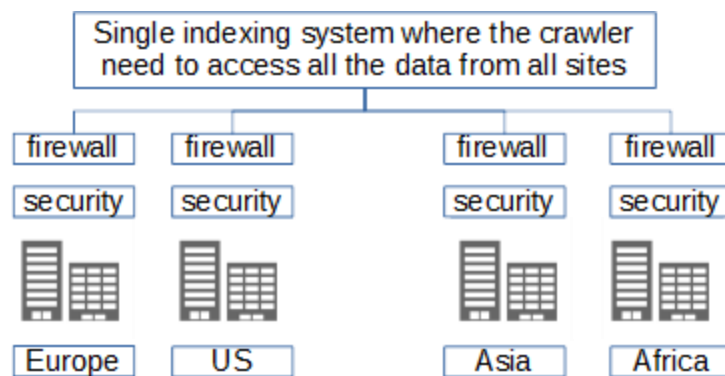 Single indexing system where the crawler
need to access all the data from all sites
firewall firewall firewall firewall
security security security security
Europe US Asia Africa